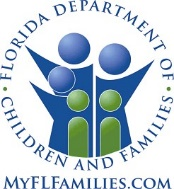 • FLORIDA DEPARTMENT OF •
CHILDREN AND FAMILIES
MYFLFAMILIES.COM